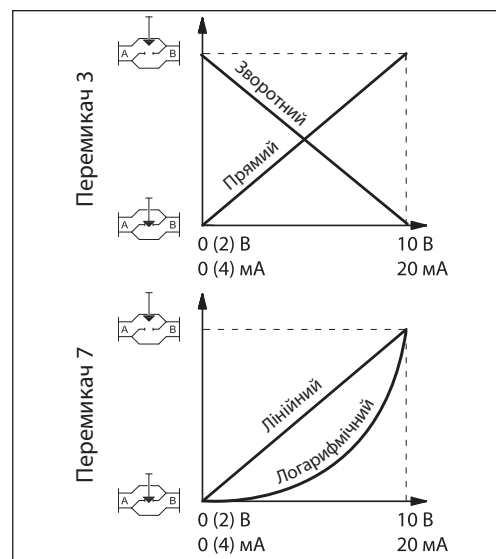 Перемикач 3
A B
Зворотний
Прямий
A B
0 (2) В 10 В
0 (4) мА 20 мА
Перемикач 7
A B
Лінійний
Логарифмічний
A B
0 (2) В 10 В
0 (4) мА 20 мА